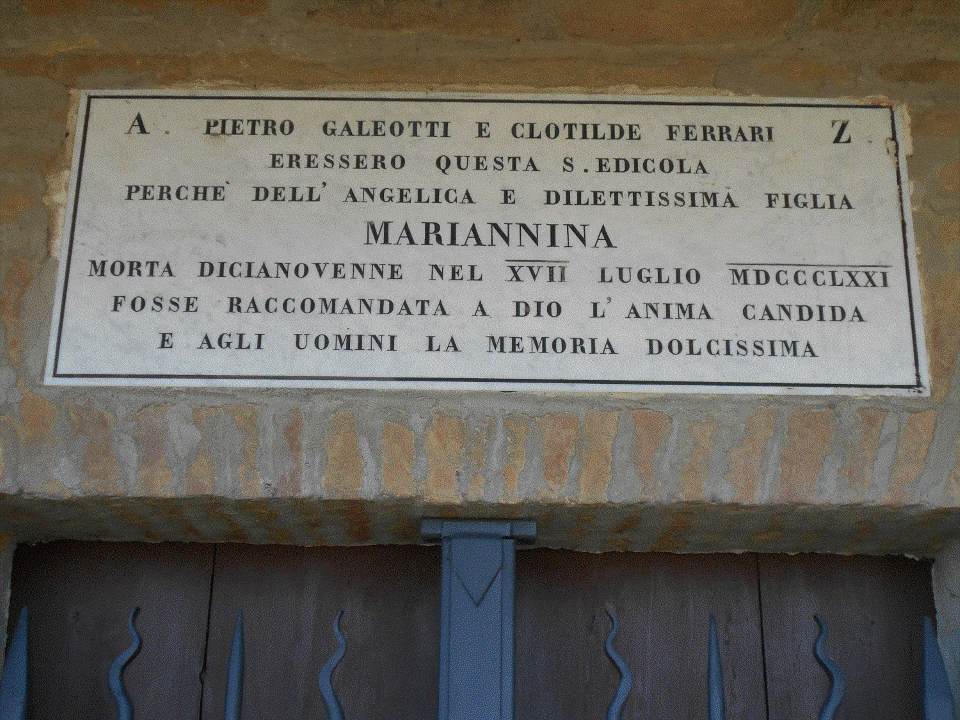 A . PIETRO GALEOTTI E CLOTILDE FERRARI Z
ERESSERO QUESTA S. EDICOLA
PERCHE` DELL' ANGELICA E DILETTISSIMA FIGLIA
MARIANNINA
MORTA DICIANOVENNE NEL XVII LUGLIO MDCCCLXXI
FOSSE RACCOMANDATA A DIO L' ANIMA CANDIDA
E AGLI UOMINI LA MEMORIA DOLCISSIMA